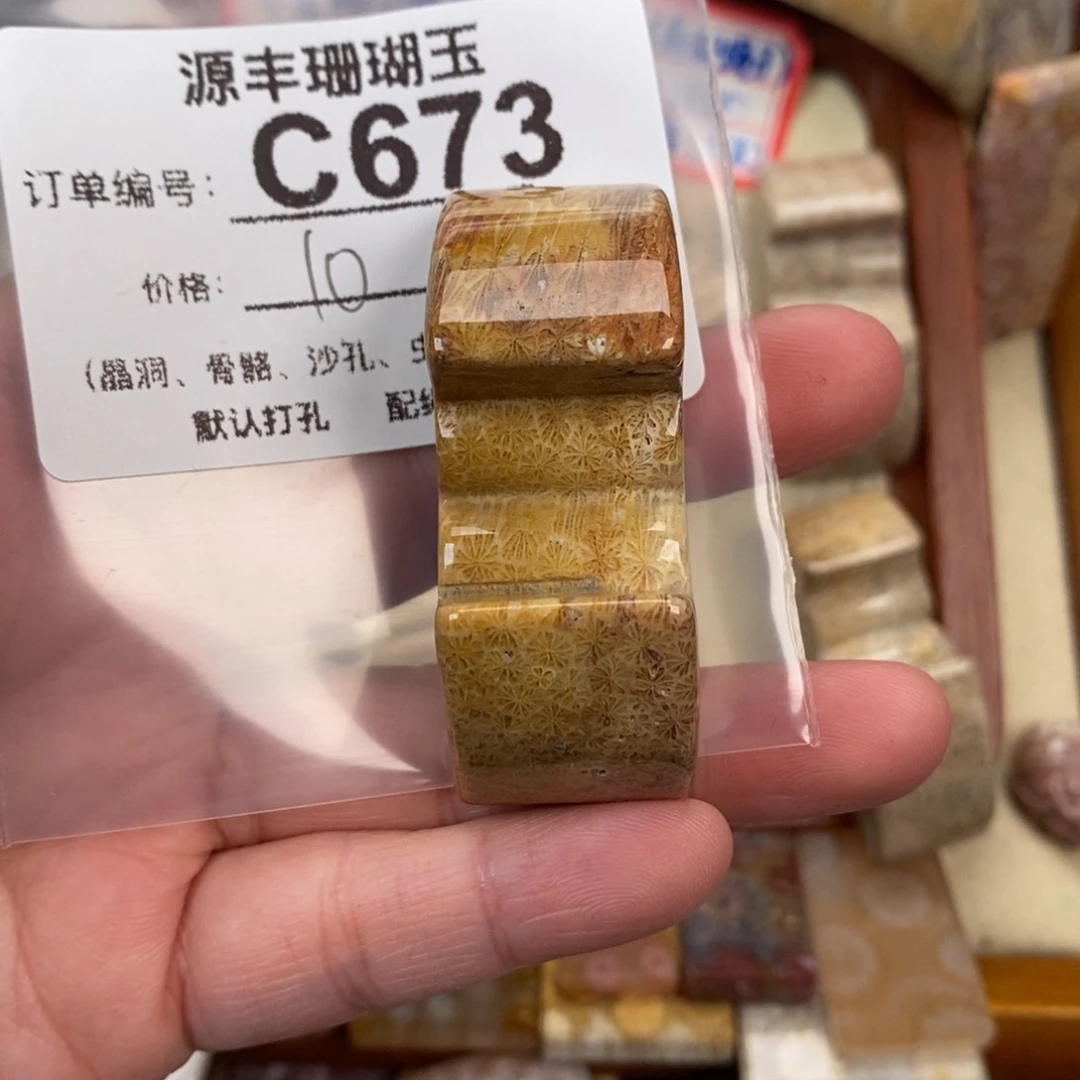 源丰珊瑚玉
C673
订单编号：
价格： 10
（晶洞、骨骼、沙孔、
默认打孔 配